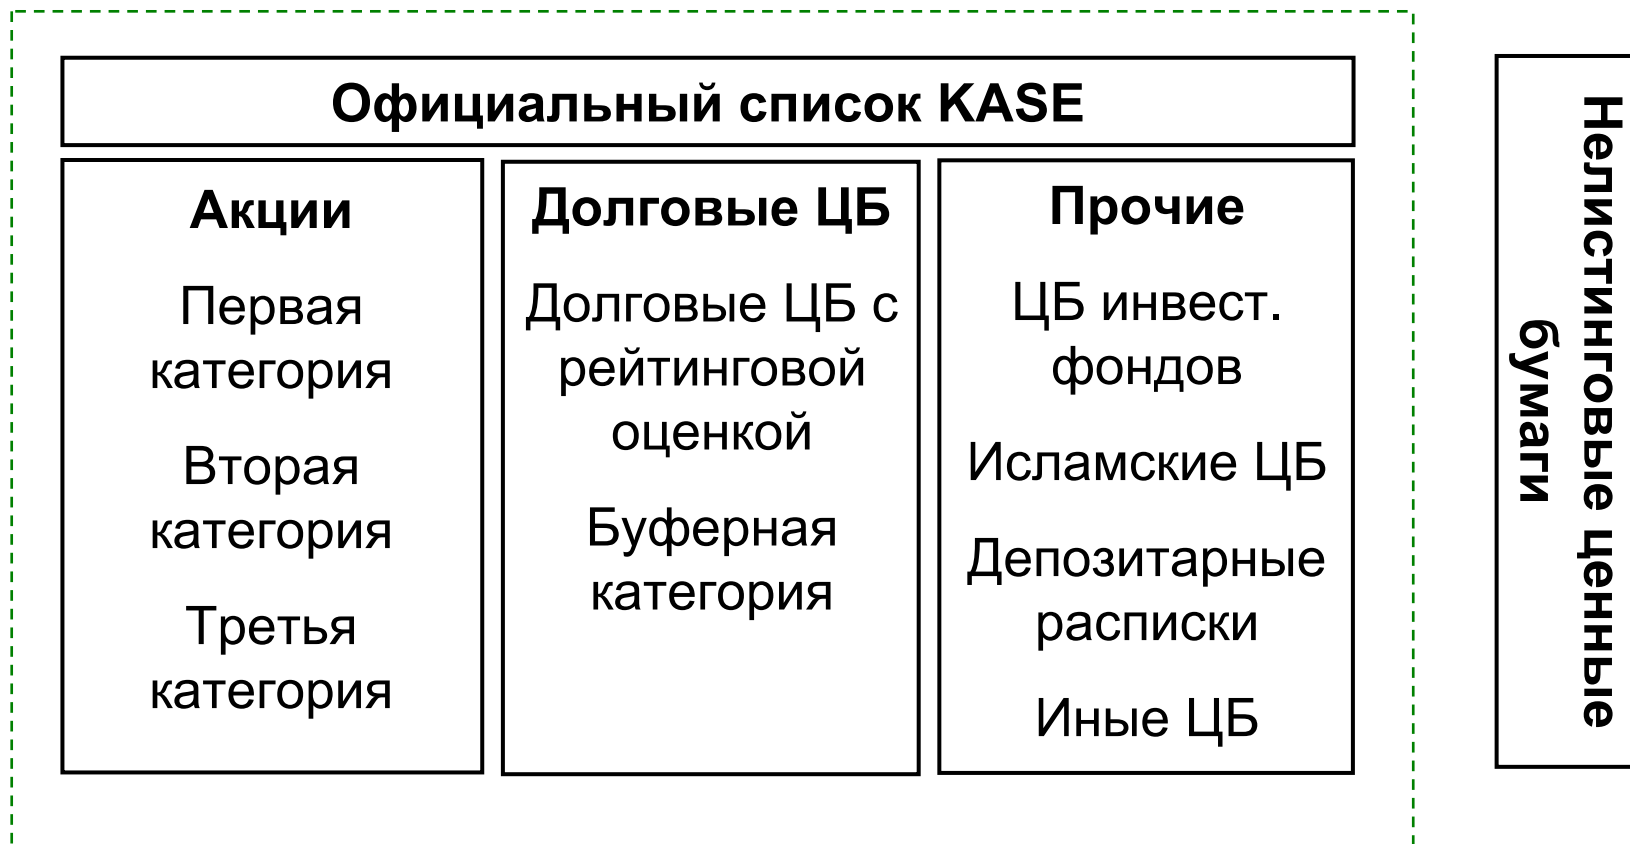 Официальный список KASE
Акции
Первая
категория
Вторая
категория
Третья
категория
Долговые ЦБ
Долговые ЦБ с
рейтинговой
оценкой
Буферная
категория
Прочие
ЦБ инвест.
фондов
Исламские ЦБ
Депозитарные
расписки
Иные ЦБ
Нелистинговые ценные
бумаги